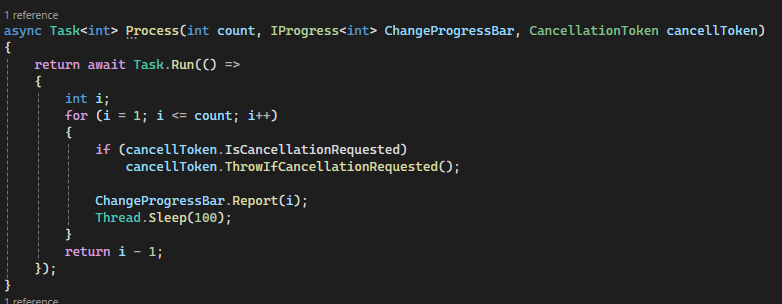 1 reference
async Task<int> Process(int count, IProgress<int> ChangeProgressBar, CancellationToken cancellToken)
{
    return await Task.Run(() =>
    {
        int i;
        for (i = 1; i <= count; i++)
        {
            if (cancellToken.IsCancellationRequested)
                cancellToken.ThrowIfCancellationRequested();

            ChangeProgressBar.Report(i);
            Thread.Sleep(100);
        }
        return i - 1;
    });
}
1 reference